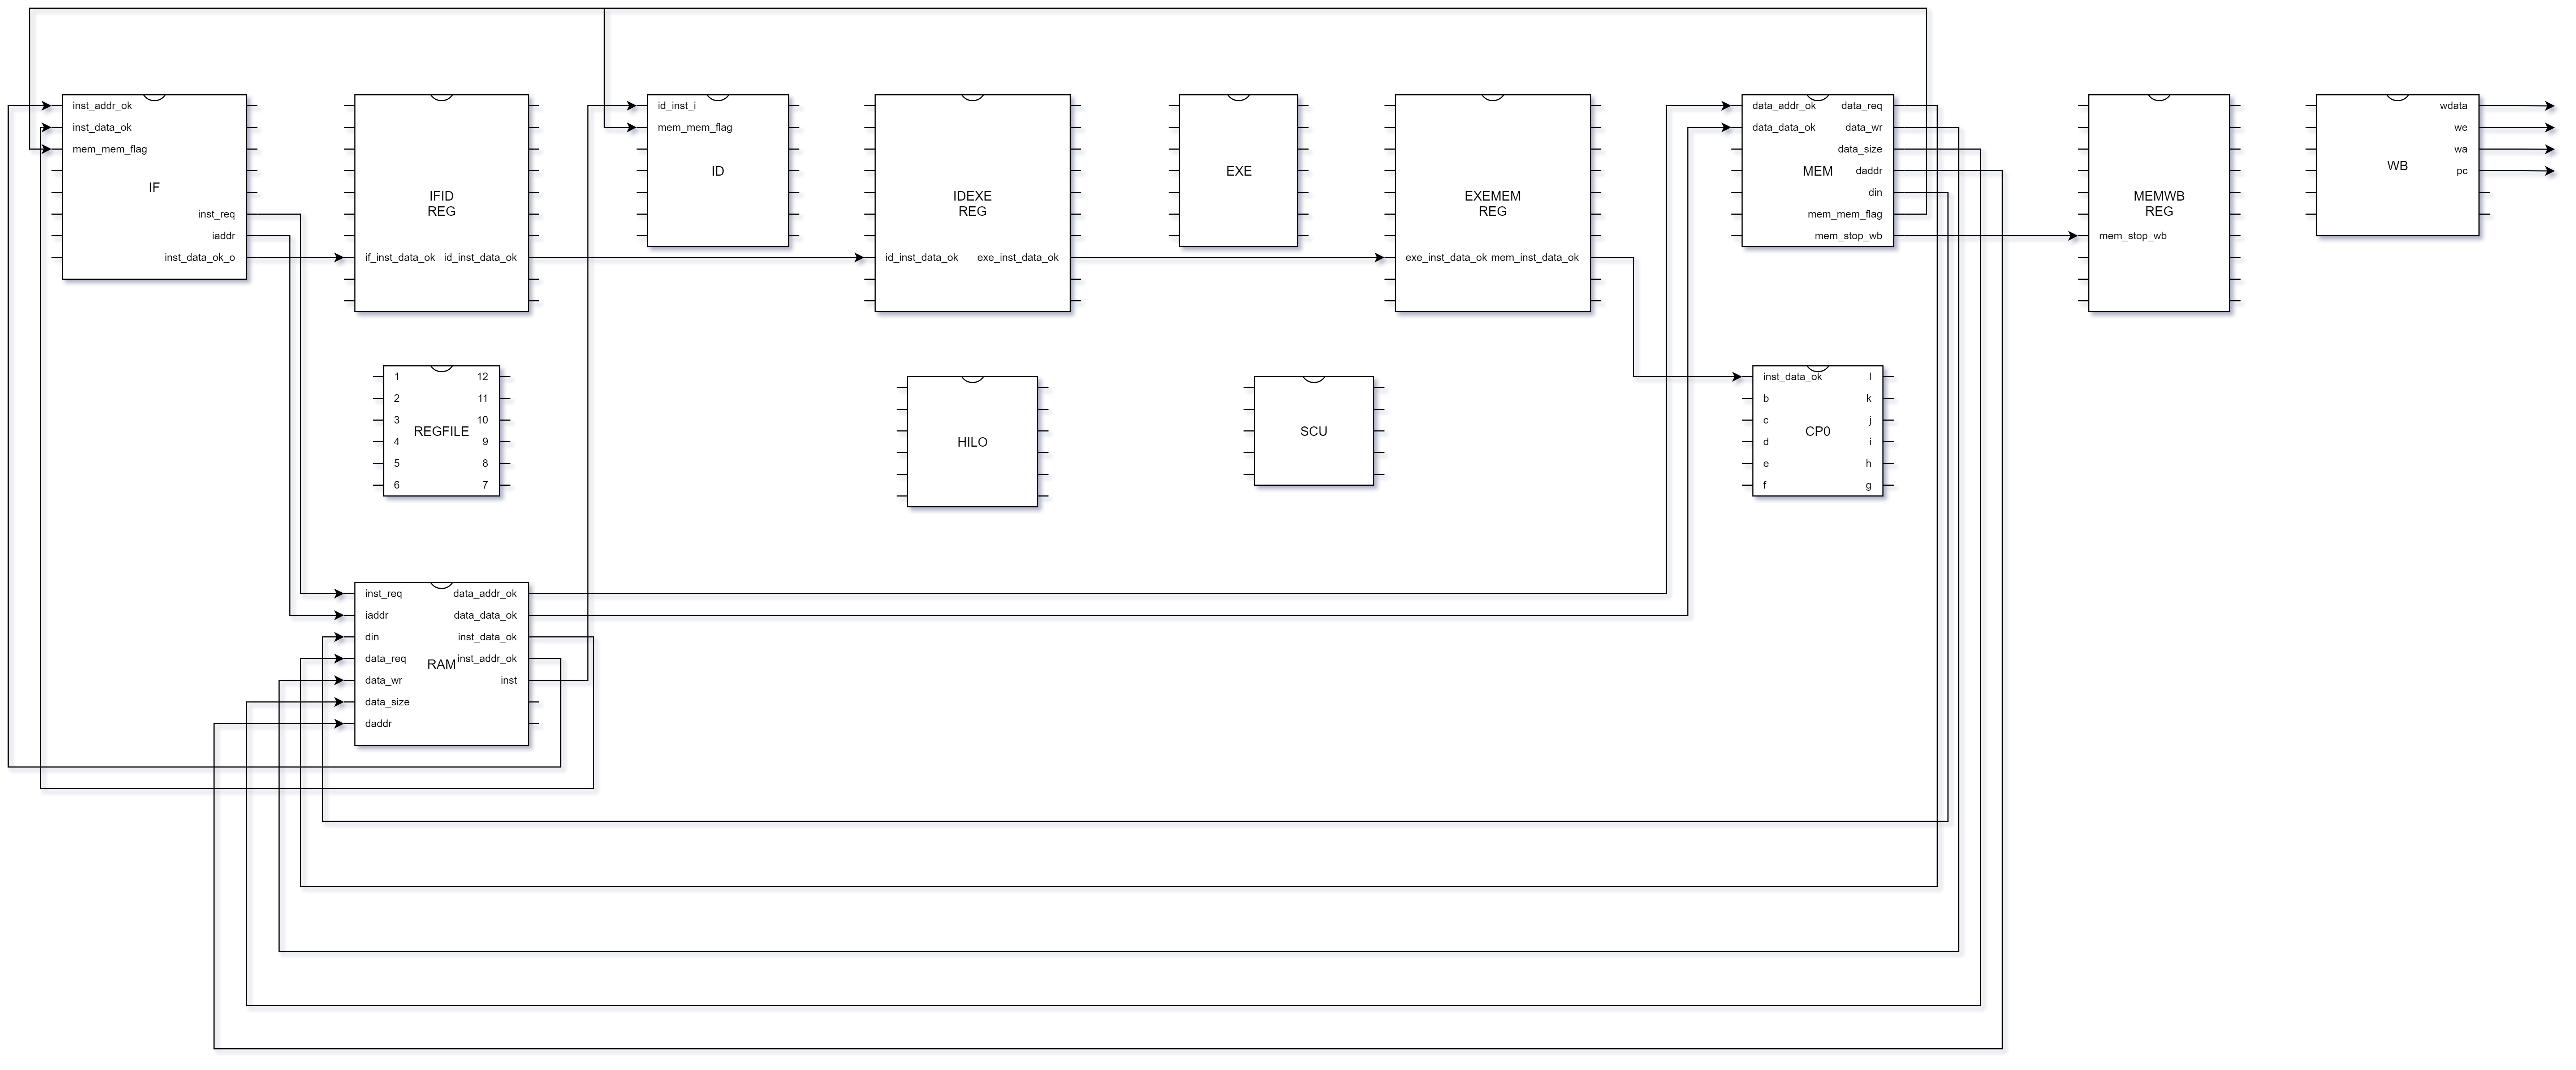 inst_addr_ok
inst_data_ok
mem_mem_flag
IF
inst_req
iaddr
inst_data_ok_o
IFID
REG
if_inst_data_ok id_inst_data_ok
id_inst_i
mem_mem_flag
ID
IDEXE
REG
id_inst_data_ok exe_inst_data_ok
EXE
EXEMEM
REG
exe_inst_data_ok mem_inst_data_ok
data_addr_ok data_req
data_data_ok data_wr
data_size
MEM daddr
din
mem_mem_flag
mem_stop_wb
MEMWB
REG
mem_stop_wb
wdata
we
wa
WB pc
1 12
2 11
3 10
REGFILE
4 9
5 8
6 7
HILO
SCU
inst_data_ok l
b k
c j
CP0
d i
e h
f g
inst_req data_addr_ok
iaddr data_data_ok
din inst_data_ok
data_req RAM inst_addr_ok
data_wr inst
data_size
daddr